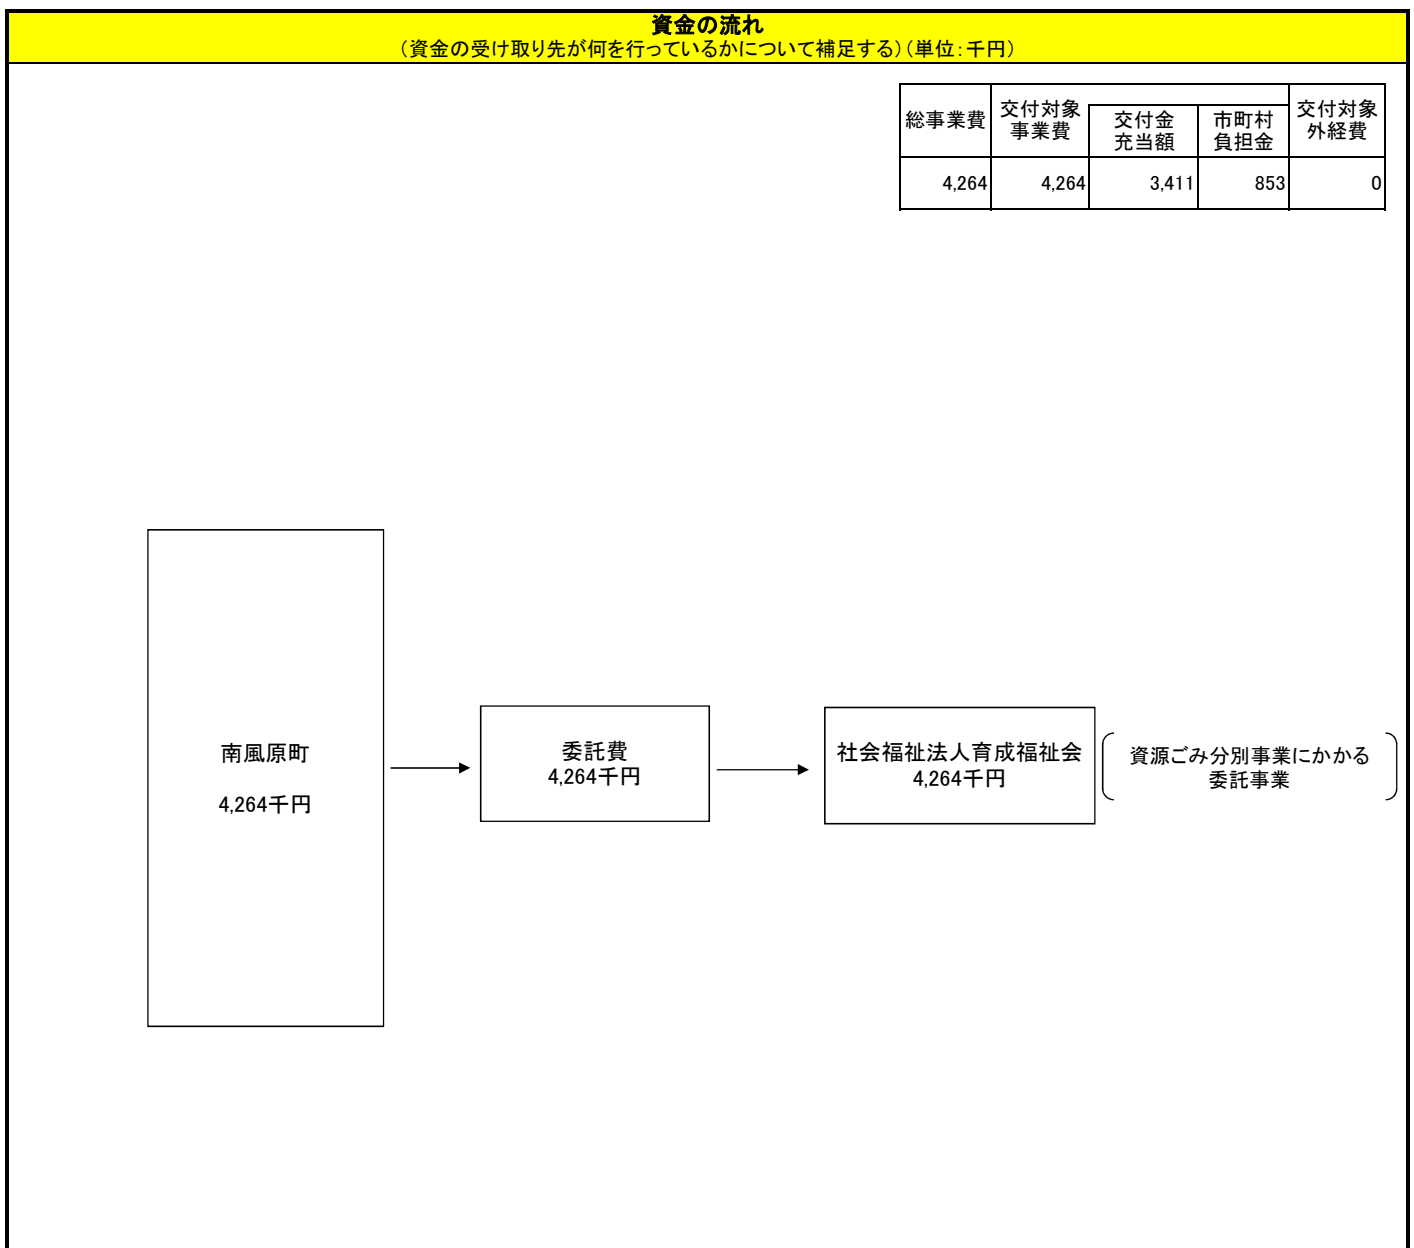 資金の流れ
（資金の受け取り先が何を行っているかについて補足する）（単位：千円）
総事業費
交付対象
事業費
交付金
充当額
市町村
負担金
交付対象
外経費
4,264 4,264 3,411 853 0
南風原町
4,264千円
委託費
4,264千円
社会福祉法人育成福祉会
4,264千円
資源ごみ分別事業にかかる
委託事業